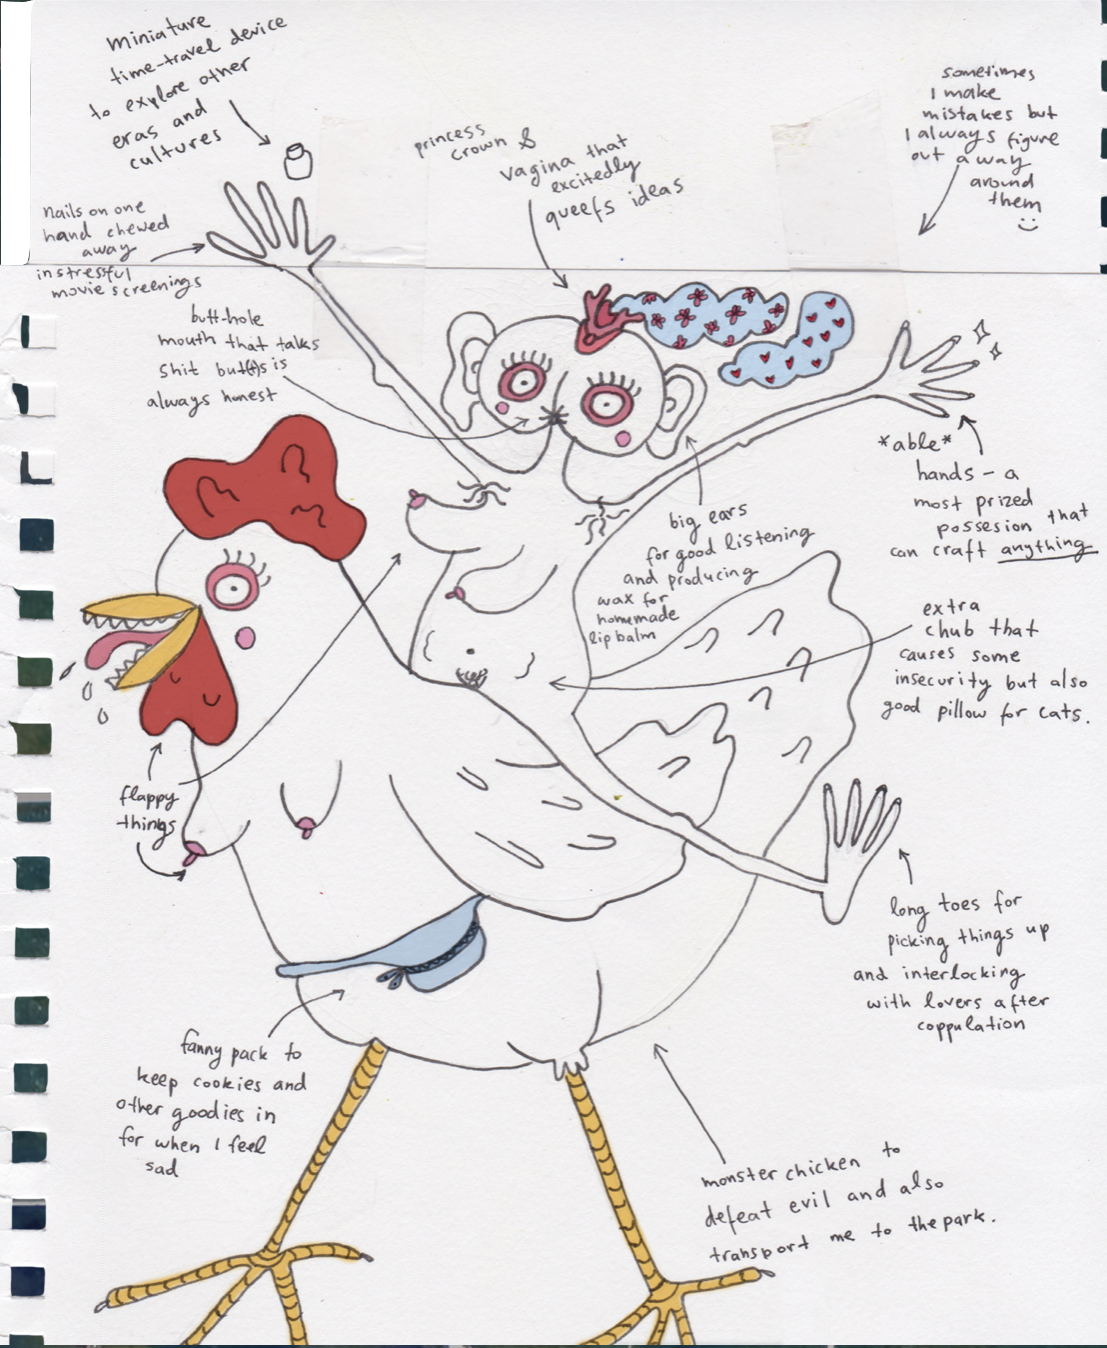 miniature
time-travel device
to explore other
eras and
cultures
princess
crown &
vagina that
excitedly
queefs ideas
sometimes
I make
mistakes but
I always figure
out a way
around
them
nails on one
hand chewed
away
in stressful
movie screenings
butt-hole
mouth that talks
shit but(t)s is
always honest
*able*
hands - a
most prized
possesion that
can craft anything
big ears
for good listening
and producing
wax for
homemade
lip balm
extra
chub that
causes some
insecurity but also
good pillow for cats.
flappy
things
long toes for
picking things up
and interlocking
with lovers after
coppulation
fanny pack to
keep cookies and
other goodies in
for when I feel
sad
monster chicken to
defeat evil and also
transport me to the park.